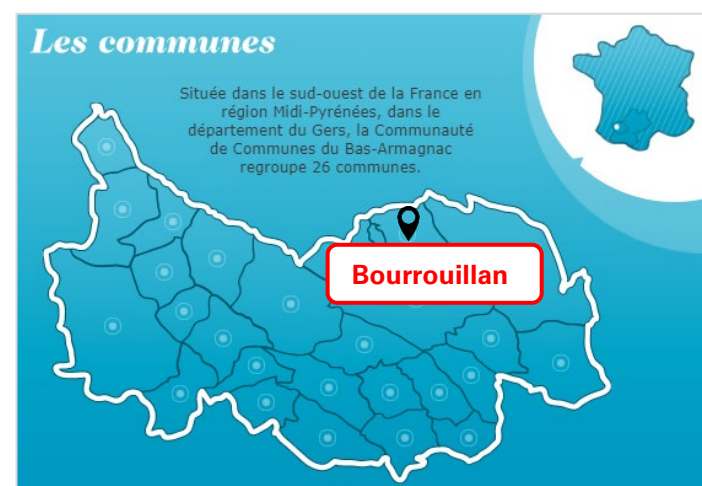 Les communes
Située dans le sud-ouest de la France en
région Midi-Pyrénées, dans le
département du Gers, la Communauté
de Communes du Bas-Armagnac
regroupe 26 communes.
Bourrouillan